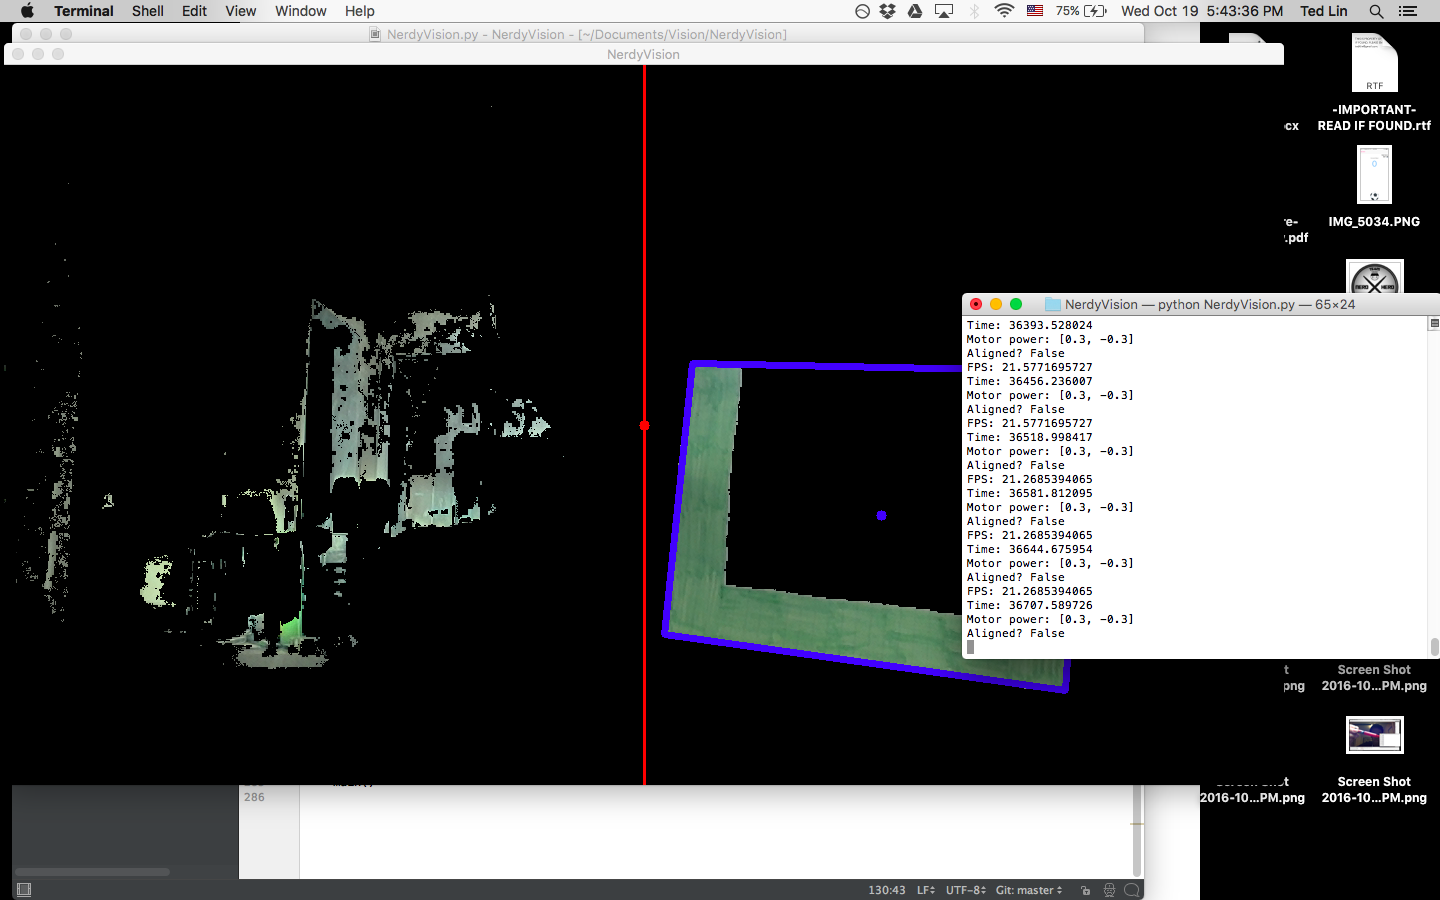 Terminal Shell Edit View Window Help 75% Wed Oct 19 5:43:36 PM Ted Lin
NerdyVision.py - NerdyVision - [~/Documents/Vision/NerdyVision]
NerdyVision
RTF
-IMPORTANT-
READ IF FOUND.rtf
cx
IMG_5034.PNG
re-
.pdf
NerdyVision — python NerdyVision.py — 65×24
Time: 36393.528024
Motor power: [0.3, -0.3]
Aligned? False
FPS: 21.5771695727
Time: 36456.236007
Motor power: [0.3, -0.3]
Aligned? False
FPS: 21.5771695727
Time: 36518.998417
Motor power: [0.3, -0.3]
Aligned? False
FPS: 21.2685394065
Time: 36581.812095
Motor power: [0.3, -0.3]
Aligned? False
FPS: 21.2685394065
Time: 36644.675954
Motor power: [0.3, -0.3]
Aligned? False
FPS: 21.2685394065
Time: 36707.589726
Motor power: [0.3, -0.3]
Aligned? False
t
png
Screen Shot
2016-10...PM.png
Screen Shot
2016-10...PM.png
Screen Shot
2016-10...PM.png
286
130:43 LF UTF-8 Git: master